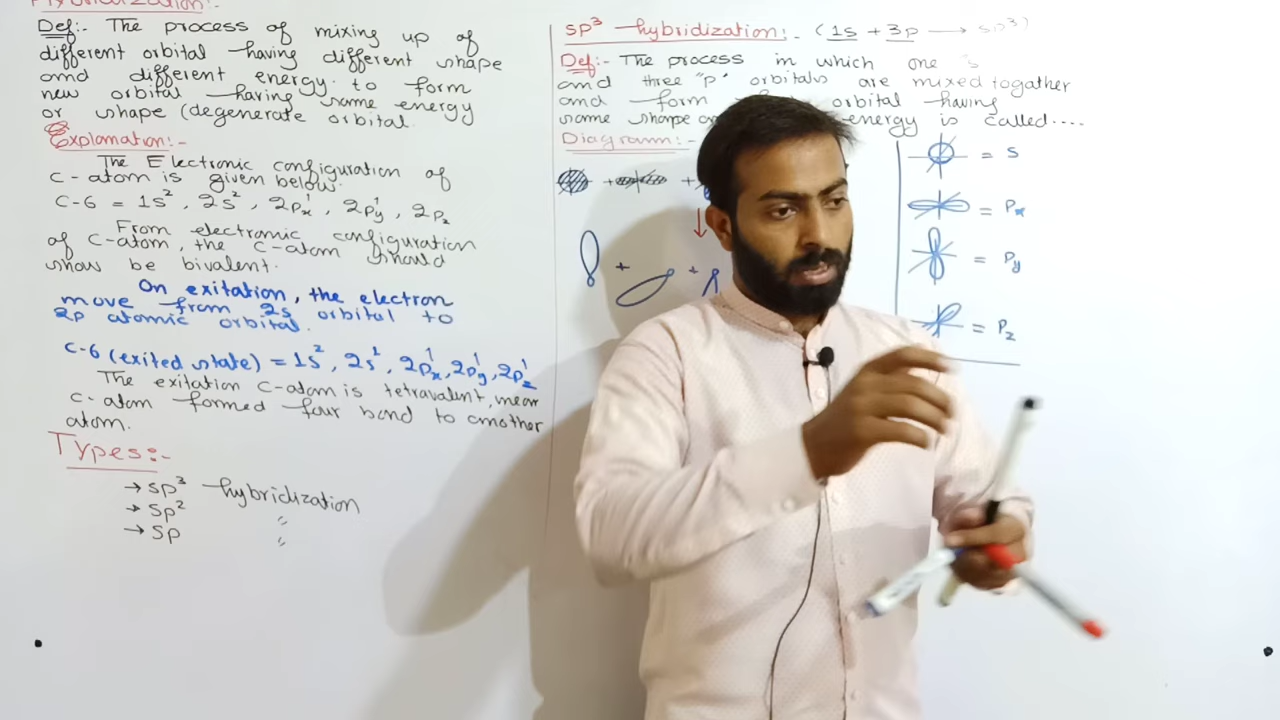 Hybridization:-
Def:- The process of mixing up of
different orbital having different shape
and different energy to form
new orbital having same energy
or shape (degenerate orbital.
Explanation:-
The Electronic configuration of
C-atom is given below.
C-6 = 1s², 2s², 2px¹, 2py¹, 2pz
From electronic configuration
of C-atom, the C-atom should
show be bivalent.
On exitation, the electron
move from 2s orbital to
2p atomic orbital.
C-6 (exited state) = 1s², 2s¹, 2px¹, 2py¹, 2pz¹
The exitation C-atom is tetravalent, mean
C-atom formed four bond to another
atom.
Types:-
→ sp³ hybridization
→ sp² "
→ sp "
sp³ hybridization:- (1s + 3p → sp³)
Def:- The process in which one s
and three "p" orbitals are mixed together
and form orbital having
same sharpe energy is called....
Diagram:-
+ +
+ +
= s
= Px
= Py
= Pz